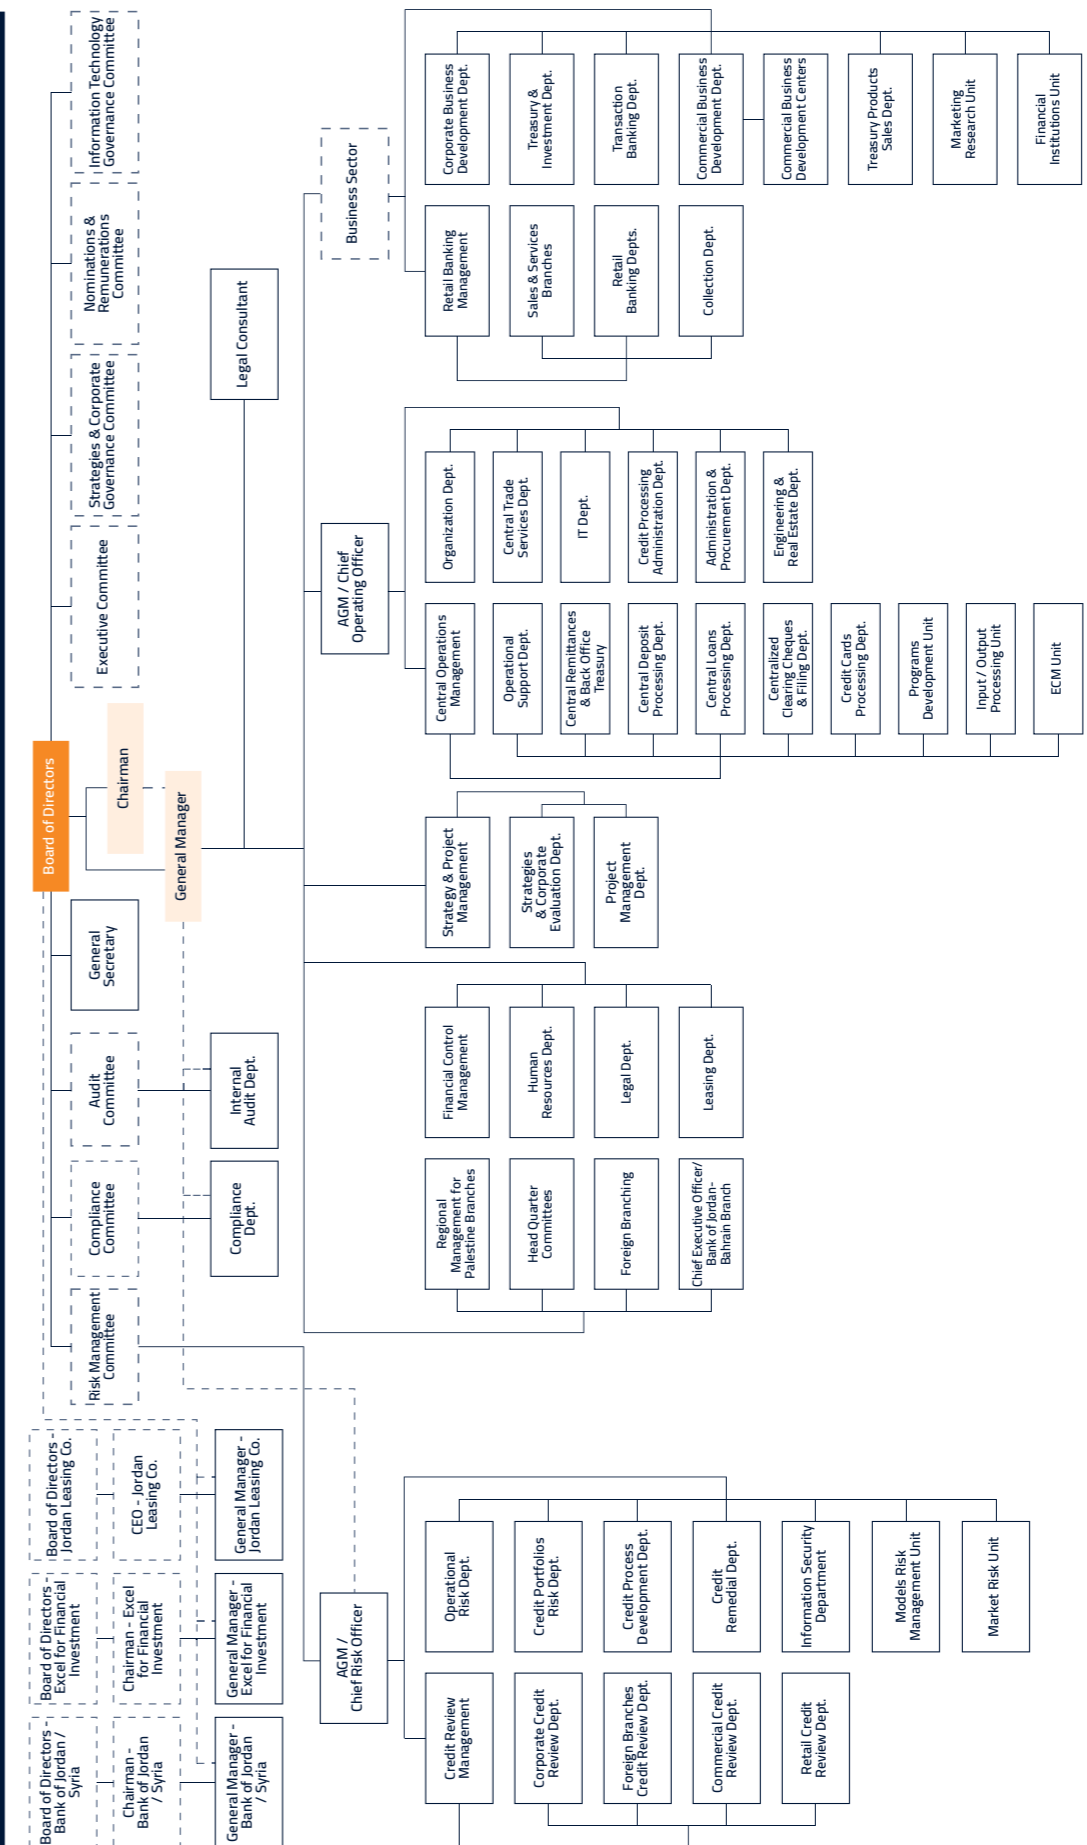 Board of Directors -
Bank of Jordan /
Syria
Board of Directors -
Excel for Financial
Investment
Board of Directors -
Jordan Leasing Co.
Board of Directors
Chairman -
Bank of Jordan
/ Syria
Chairman - Excel
for Financial
Investment
CEO - Jordan
Leasing Co.
General Manager -
Bank of Jordan
/ Syria
General Manager -
Excel for Financial
Investment
General Manager -
Jordan Leasing Co.
Risk Management
Committee
Compliance
Committee
Audit
Committee
General
Secretary
Chairman
General Manager
Executive Committee
Strategies & Corporate
Governance Committee
Nominations &
Remunerations
Committee
Information Technology
Governance Committee
Compliance
Dept.
Internal
Audit Dept.
Legal Consultant
AGM /
Chief Risk Officer
AGM / Chief
Operating Officer
Business Sector
Credit Review
Management
Corporate Credit
Review Dept.
Foreign Branches
Credit Review Dept.
Commercial Credit
Review Dept.
Retail Credit
Review Dept.
Operational
Risk Dept.
Credit Portfolios
Risk Dept.
Credit Process
Development Dept.
Credit
Remedial Dept.
Information Security
Department
Models Risk
Management Unit
Market Risk Unit
Regional
Management for
Palestine Branches
Head Quarter
Committees
Foreign Branching
Chief Executive Officer/
Bank of Jordan–
Bahrain Branch
Financial Control
Management
Human
Resources Dept.
Legal Dept.
Leasing Dept.
Strategy & Project
Management
Strategies
& Corporate
Evaluation Dept.
Project
Management
Dept.
Central Operations
Management
Operational
Support Dept.
Central Remittances
& Back Office
Treasury
Central Deposit
Processing Dept.
Central Loans
Processing Dept.
Centralized
Clearing Cheques
& Filing Dept.
Credit Cards
Processing Dept.
Programs
Development Unit
Input / Output
Processing Unit
ECM Unit
Organization Dept.
Central Trade
Services Dept.
IT Dept.
Credit Processing
Administration Dept.
Administration &
Procurement Dept.
Engineering &
Real Estate Dept.
Retail Banking
Management
Sales & Services
Branches
Retail
Banking Depts.
Collection Dept.
Corporate Business
Development Dept.
Treasury &
Investment Dept.
Transaction
Banking Dept.
Commercial Business
Development Dept.
Commercial Business
Development Centers
Treasury Products
Sales Dept.
Marketing
Research Unit
Financial
Institutions Unit